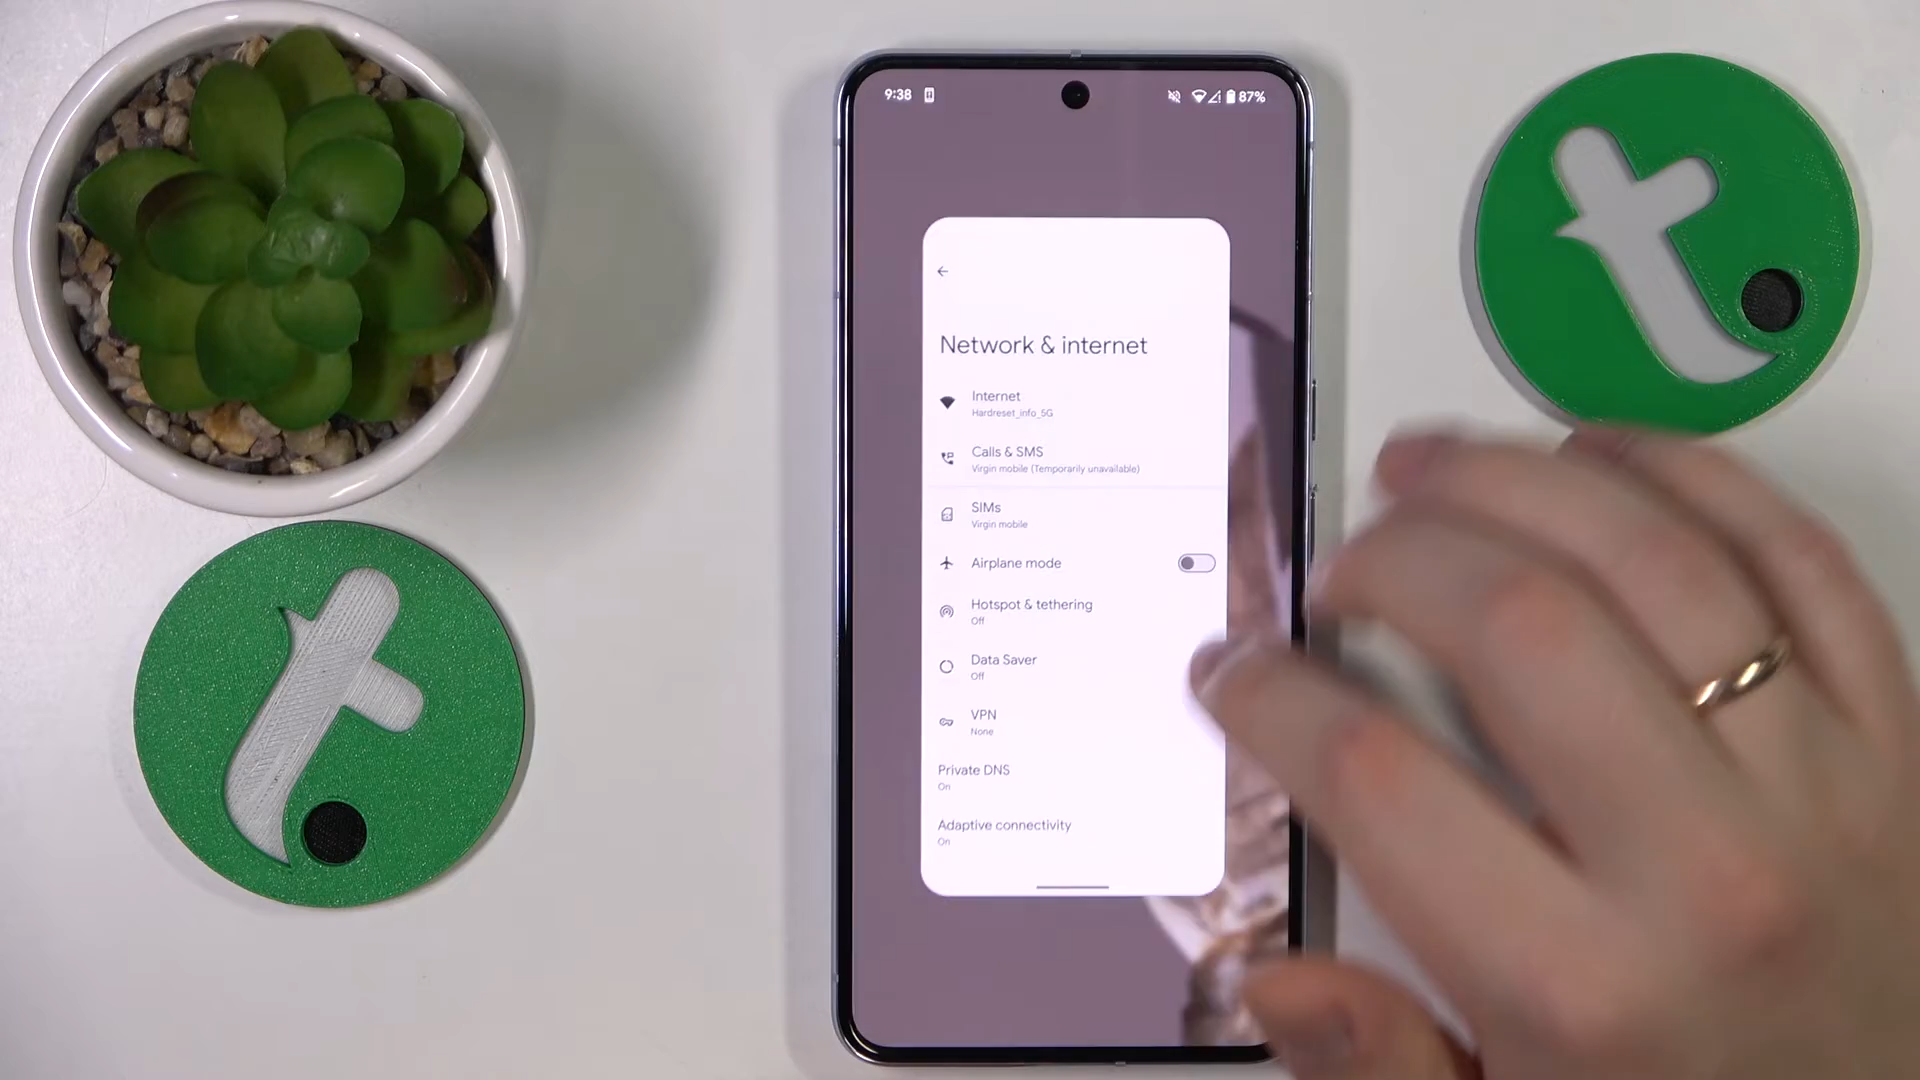 9:38
87%
Network & internet
Internet
Hardreset_info_5G
Calls & SMS
Virgin mobile (Temporarily unavailable)
SIMs
Virgin mobile
Airplane mode
Hotspot & tethering
Off
Data Saver
Off
VPN
None
Private DNS
On
Adaptive connectivity
On